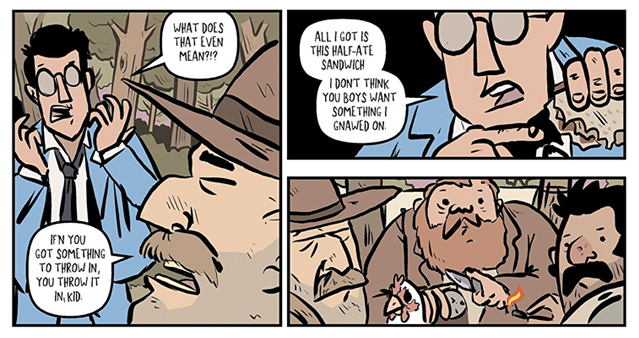 WHAT DOES
THAT EVEN
MEAN?!?
IF'N YOU
GOT SOMETHING
TO THROW IN,
YOU THROW IT
IN, KID.
ALL I GOT IS
THIS HALF-ATE
SANDWICH
I DON'T THINK
YOU BOYS WANT
SOMETHING I
GNAWED ON.